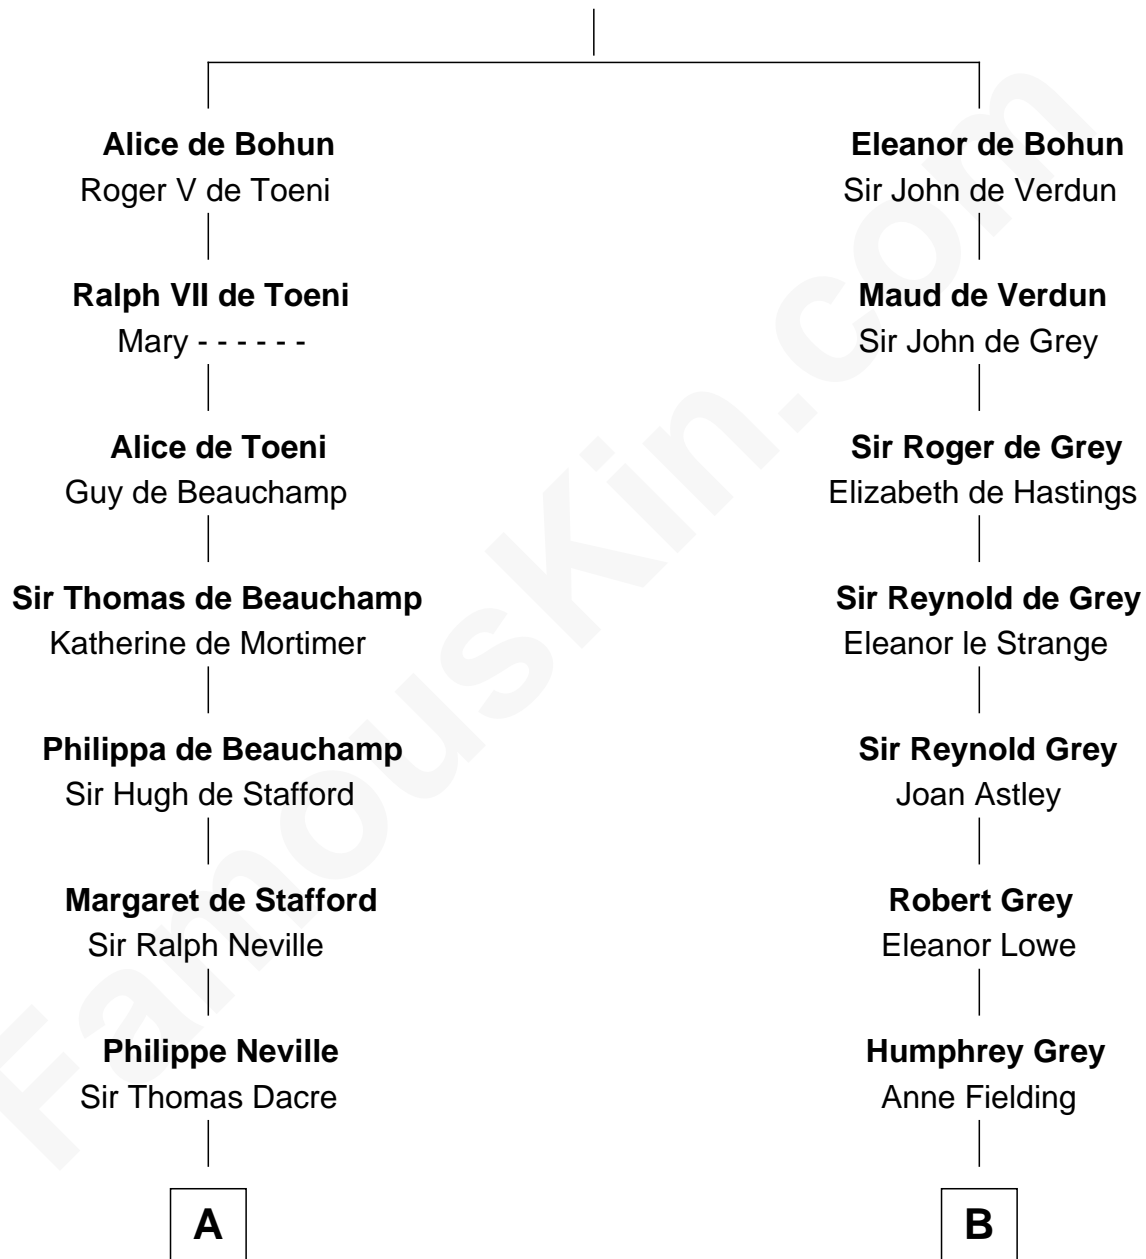 Alice de Bohun
Roger V de Toeni
Ralph VII de Toeni
Mary - - - - - -
Alice de Toeni
Guy de Beauchamp
Sir Thomas de Beauchamp
Katherine de Mortimer
Philippa de Beauchamp
Sir Hugh de Stafford
Margaret de Stafford
Sir Ralph Neville
Philippe Neville
Sir Thomas Dacre
A
Eleanor de Bohun
Sir John de Verdun
Maud de Verdun
Sir John de Grey
Sir Roger de Grey
Elizabeth de Hastings
Sir Reynold de Grey
Eleanor le Strange
Sir Reynold Grey
Joan Astley
Robert Grey
Eleanor Lowe
Humphrey Grey
Anne Fielding
B
FamousKin.com